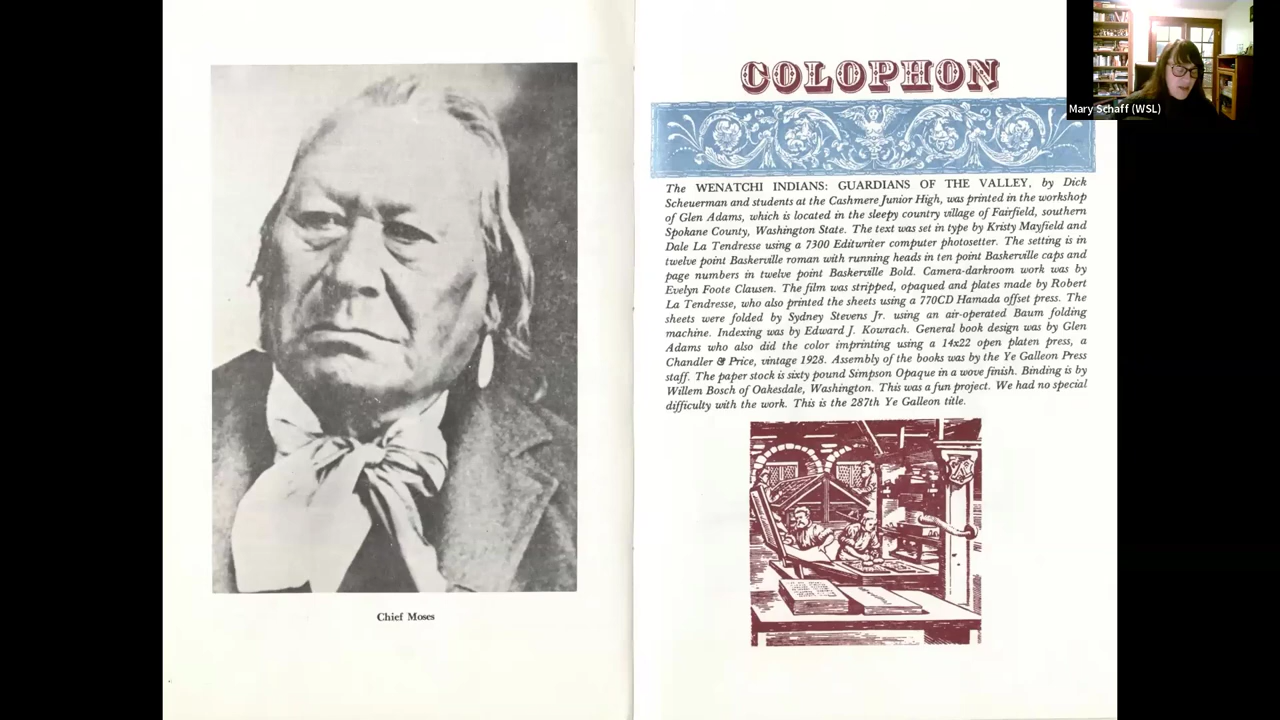 Chief Moses
COLOPHON
The WENATCHI INDIANS: GUARDIANS OF THE VALLEY, by Dick
Scheuerman and students at the Cashmere Junior High, was printed in the workshop
of Glen Adams, which is located in the sleepy country village of Fairfield, southern
Spokane County, Washington State. The text was set in type by Kristy Mayfield and
Dale La Tendresse using a 7300 Editwriter computer photosetter. The setting is in
twelve point Baskerville roman with running heads in ten point Baskerville caps and
page numbers in twelve point Baskerville Bold. Camera-darkroom work was by
Evelyn Foote Clausen. The film was stripped, opaqued and plates made by Robert
La Tendresse, who also printed the sheets using a 770CD Hamada offset press. The
sheets were folded by Sydney Stevens Jr. using an air-operated Baum folding
machine. Indexing was by Edward J. Kowrach. General book design was by Glen
Adams who also did the color imprinting using a 14x22 open platen press, a
Chandler & Price, vintage 1928. Assembly of the books was by the Ye Galleon Press
staff. The paper stock is sixty pound Simpson Opaque in a wove finish. Binding is by
Willem Bosch of Oakesdale, Washington. This was a fun project. We had no special
difficulty with the work. This is the 287th Ye Galleon title.
Mary Schaff (WSL)